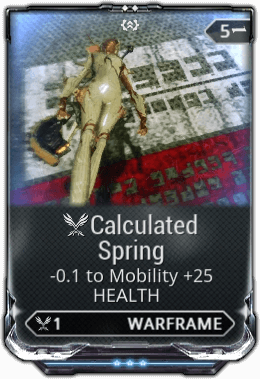 5
Calculated
Spring
-0.1 to Mobility +25
HEALTH
1 WARFRAME